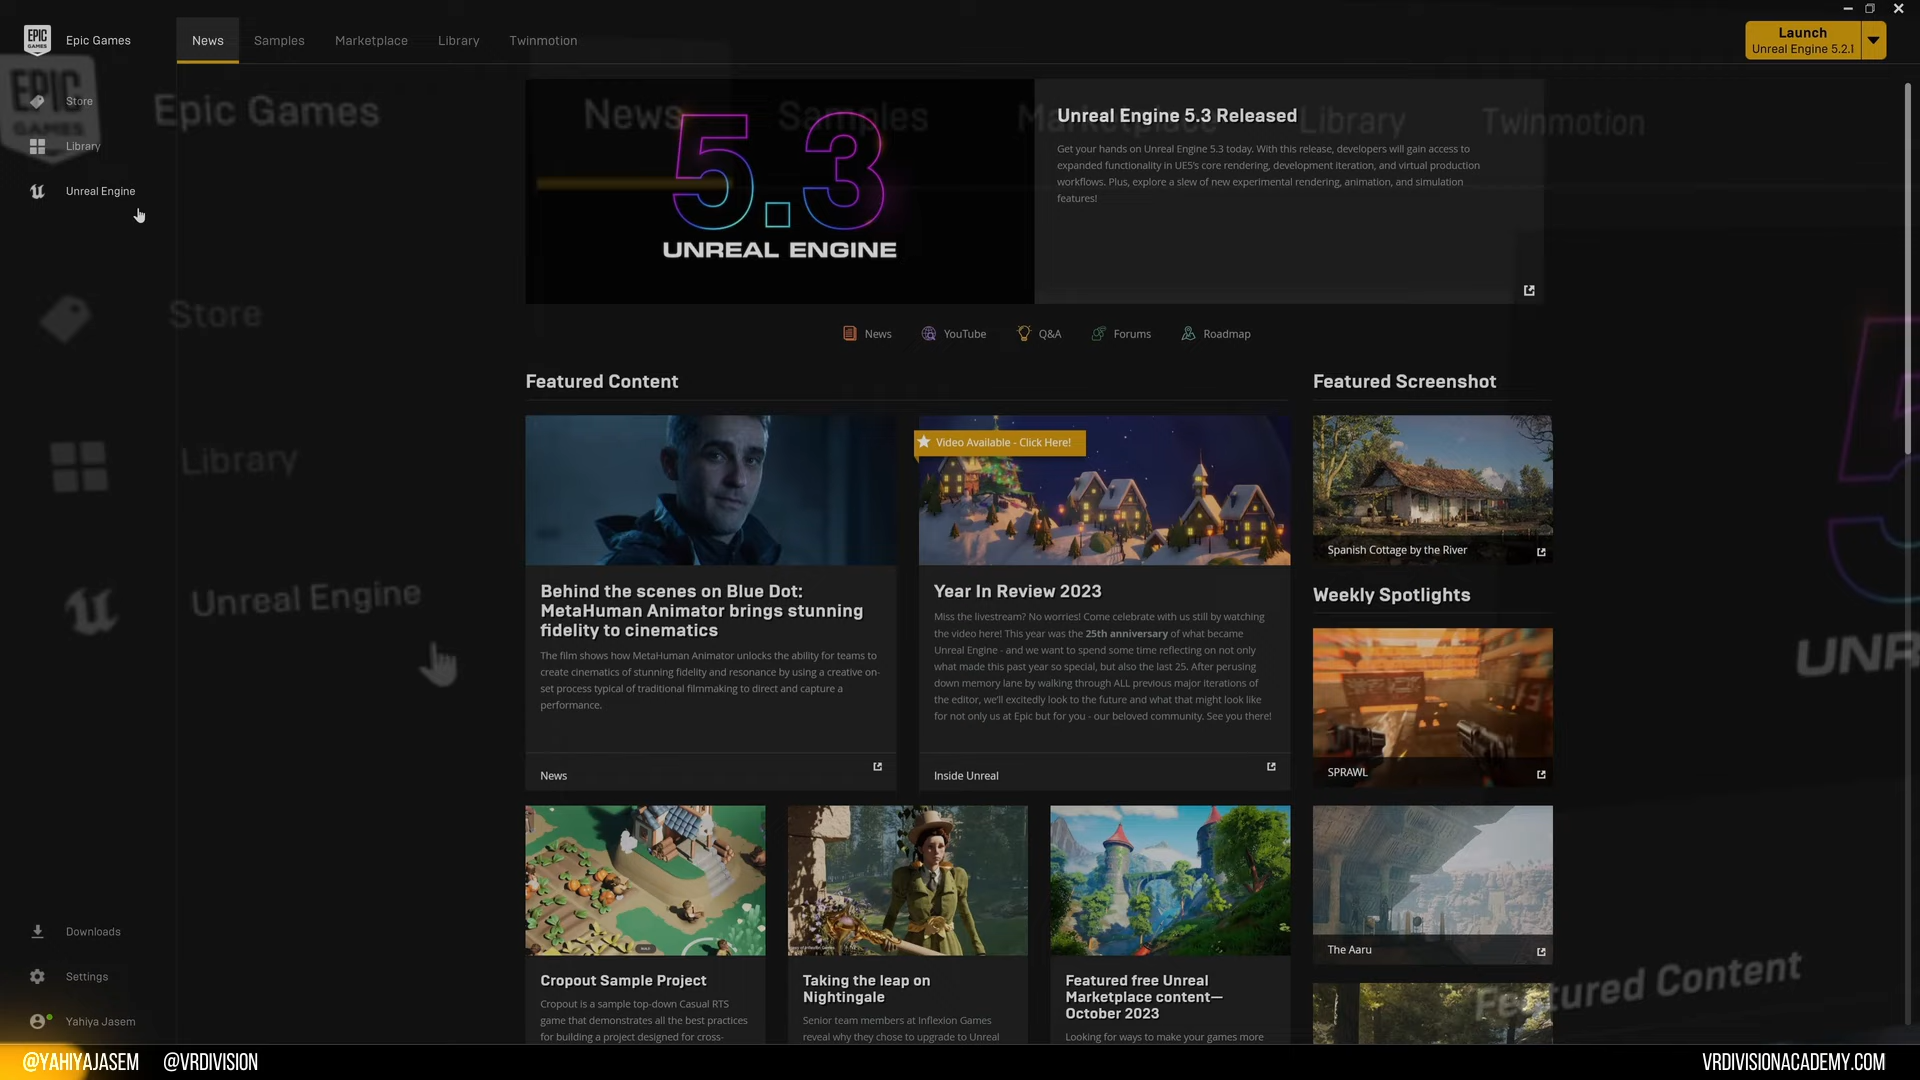 EPIC GAMES
Epic Games
News
Samples
Marketplace
Library
Twinmotion
Launch
Unreal Engine 5.2.1
Store
Library
Unreal Engine
EPIC GAMES
Epic Games
News
Samples
Marketplace
Library
Twinmotion
Store
Library
Unreal Engine
5.3
UNREAL ENGINE
Unreal Engine 5.3 Released
Get your hands on Unreal Engine 5.3 today. With this release, developers will gain access to
expanded functionality in UE5's core rendering, development iteration, and virtual production
workflows. Plus, explore a slew of new experimental rendering, animation, and simulation
features!
News
YouTube
Q&A
Forums
Roadmap
Featured Content
Featured Screenshot
Video Available - Click Here!
Spanish Cottage by the River
Behind the scenes on Blue Dot:
MetaHuman Animator brings stunning
fidelity to cinematics
The film shows how MetaHuman Animator unlocks the ability for teams to
create cinematics of stunning fidelity and resonance by using a creative on-
set process typical of traditional filmmaking to direct and capture a
performance.
News
Year In Review 2023
Miss the livestream? No worries! Come celebrate with us still by watching
the video here! This year was the 25th anniversary of what became
Unreal Engine - and we want to spend some time reflecting on not only
what made this past year so special, but also the last 25. After perusing
down memory lane by walking through ALL previous major iterations of
the editor, we'll excitedly look to the future and what that might look like
for not only us at Epic but for you - our beloved community. See you there!
Inside Unreal
Weekly Spotlights
SPRAWL
The Aaru
UNR
Featured Content
Cropout Sample Project
Cropout is a sample top-down Casual RTS
game that demonstrates all the best practices
for building a project designed for cross-
Taking the leap on
Nightingale
Senior team members at Inflexion Games
reveal why they chose to upgrade to Unreal
Featured free Unreal
Marketplace content—
October 2023
Looking for ways to make your games more
Downloads
Settings
Yahiya Jasem
@YAHIYAJASEM
@VRDIVISION
VRDIVISIONACADEMY.COM